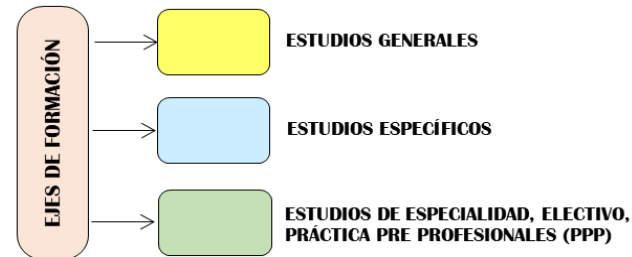 EJES DE FORMACIÓN
ESTUDIOS GENERALES
ESTUDIOS ESPECÍFICOS
ESTUDIOS DE ESPECIALIDAD, ELECTIVO,
PRÁCTICA PRE PROFESIONALES (PPP)